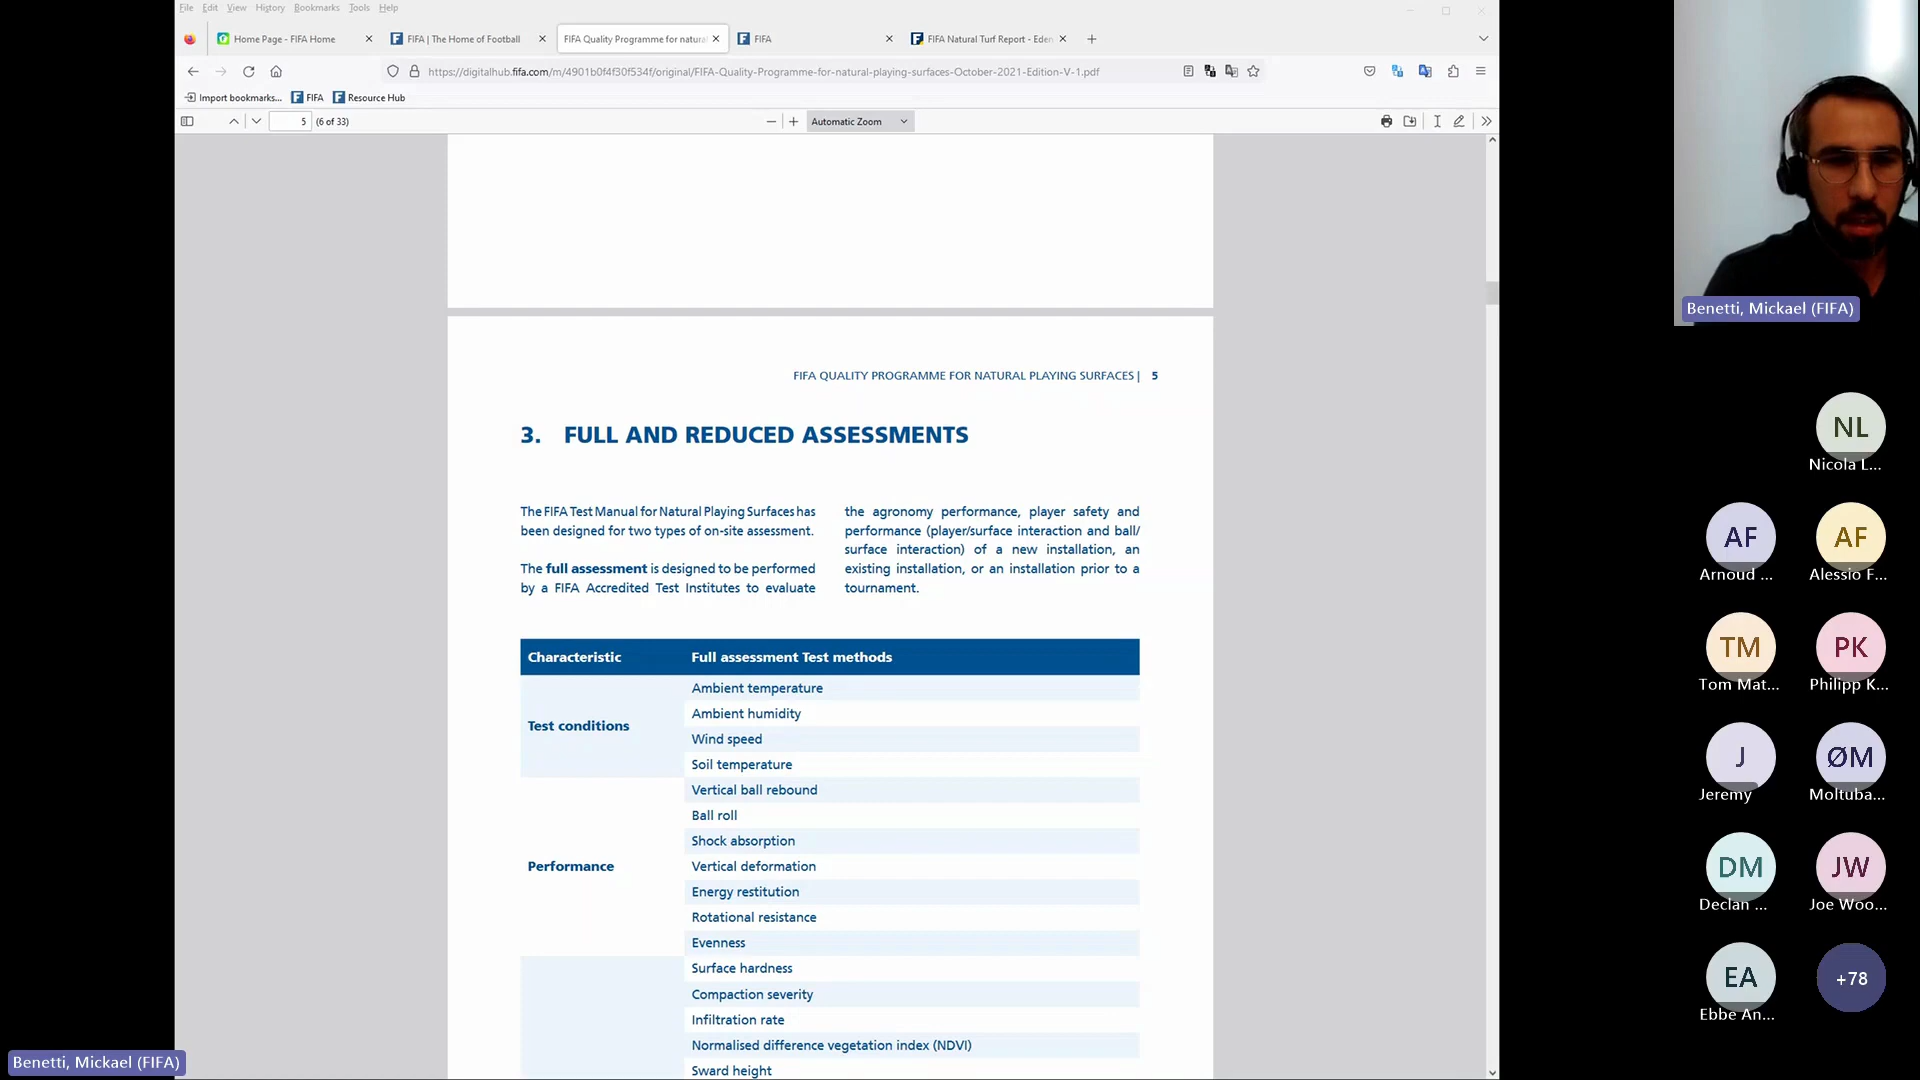 File Edit View History Bookmarks Tools Help
Home Page - FIFA Home
FIFA | The Home of Football
FIFA Quality Programme for natura
FIFA
FIFA Natural Turf Report - Eden
https://digitalhub.fifa.com/m/4901b0f4f30f534f/original/FIFA-Quality-Programme-for-natural-playing-surfaces-October-2021-Edition-V-1.pdf
Import bookmarks... FIFA Resource Hub
5 (6 of 33)
Automatic Zoom
FIFA QUALITY PROGRAMME FOR NATURAL PLAYING SURFACES | 5
3. FULL AND REDUCED ASSESSMENTS
The FIFA Test Manual for Natural Playing Surfaces has
been designed for two types of on-site assessment.
The full assessment is designed to be performed
by a FIFA Accredited Test Institutes to evaluate
the agronomy performance, player safety and
performance (player/surface interaction and ball/
surface interaction) of a new installation, an
existing installation, or an installation prior to a
tournament.
Characteristic Full assessment Test methods
Test conditions
Ambient temperature
Ambient humidity
Wind speed
Soil temperature
Performance
Vertical ball rebound
Ball roll
Shock absorption
Vertical deformation
Energy restitution
Rotational resistance
Evenness
Surface hardness
Compaction severity
Infiltration rate
Normalised difference vegetation index (NDVI)
Sward height
Benetti, Mickael (FIFA)
NL
Nicola L...
AF
Arnoud ...
AF
Alessio F...
TM
Tom Mat...
PK
Philipp K...
J
Jeremy
ØM
Moltuba...
DM
Declan ...
JW
Joe Woo...
EA
Ebbe An...
+78
Benetti, Mickael (FIFA)